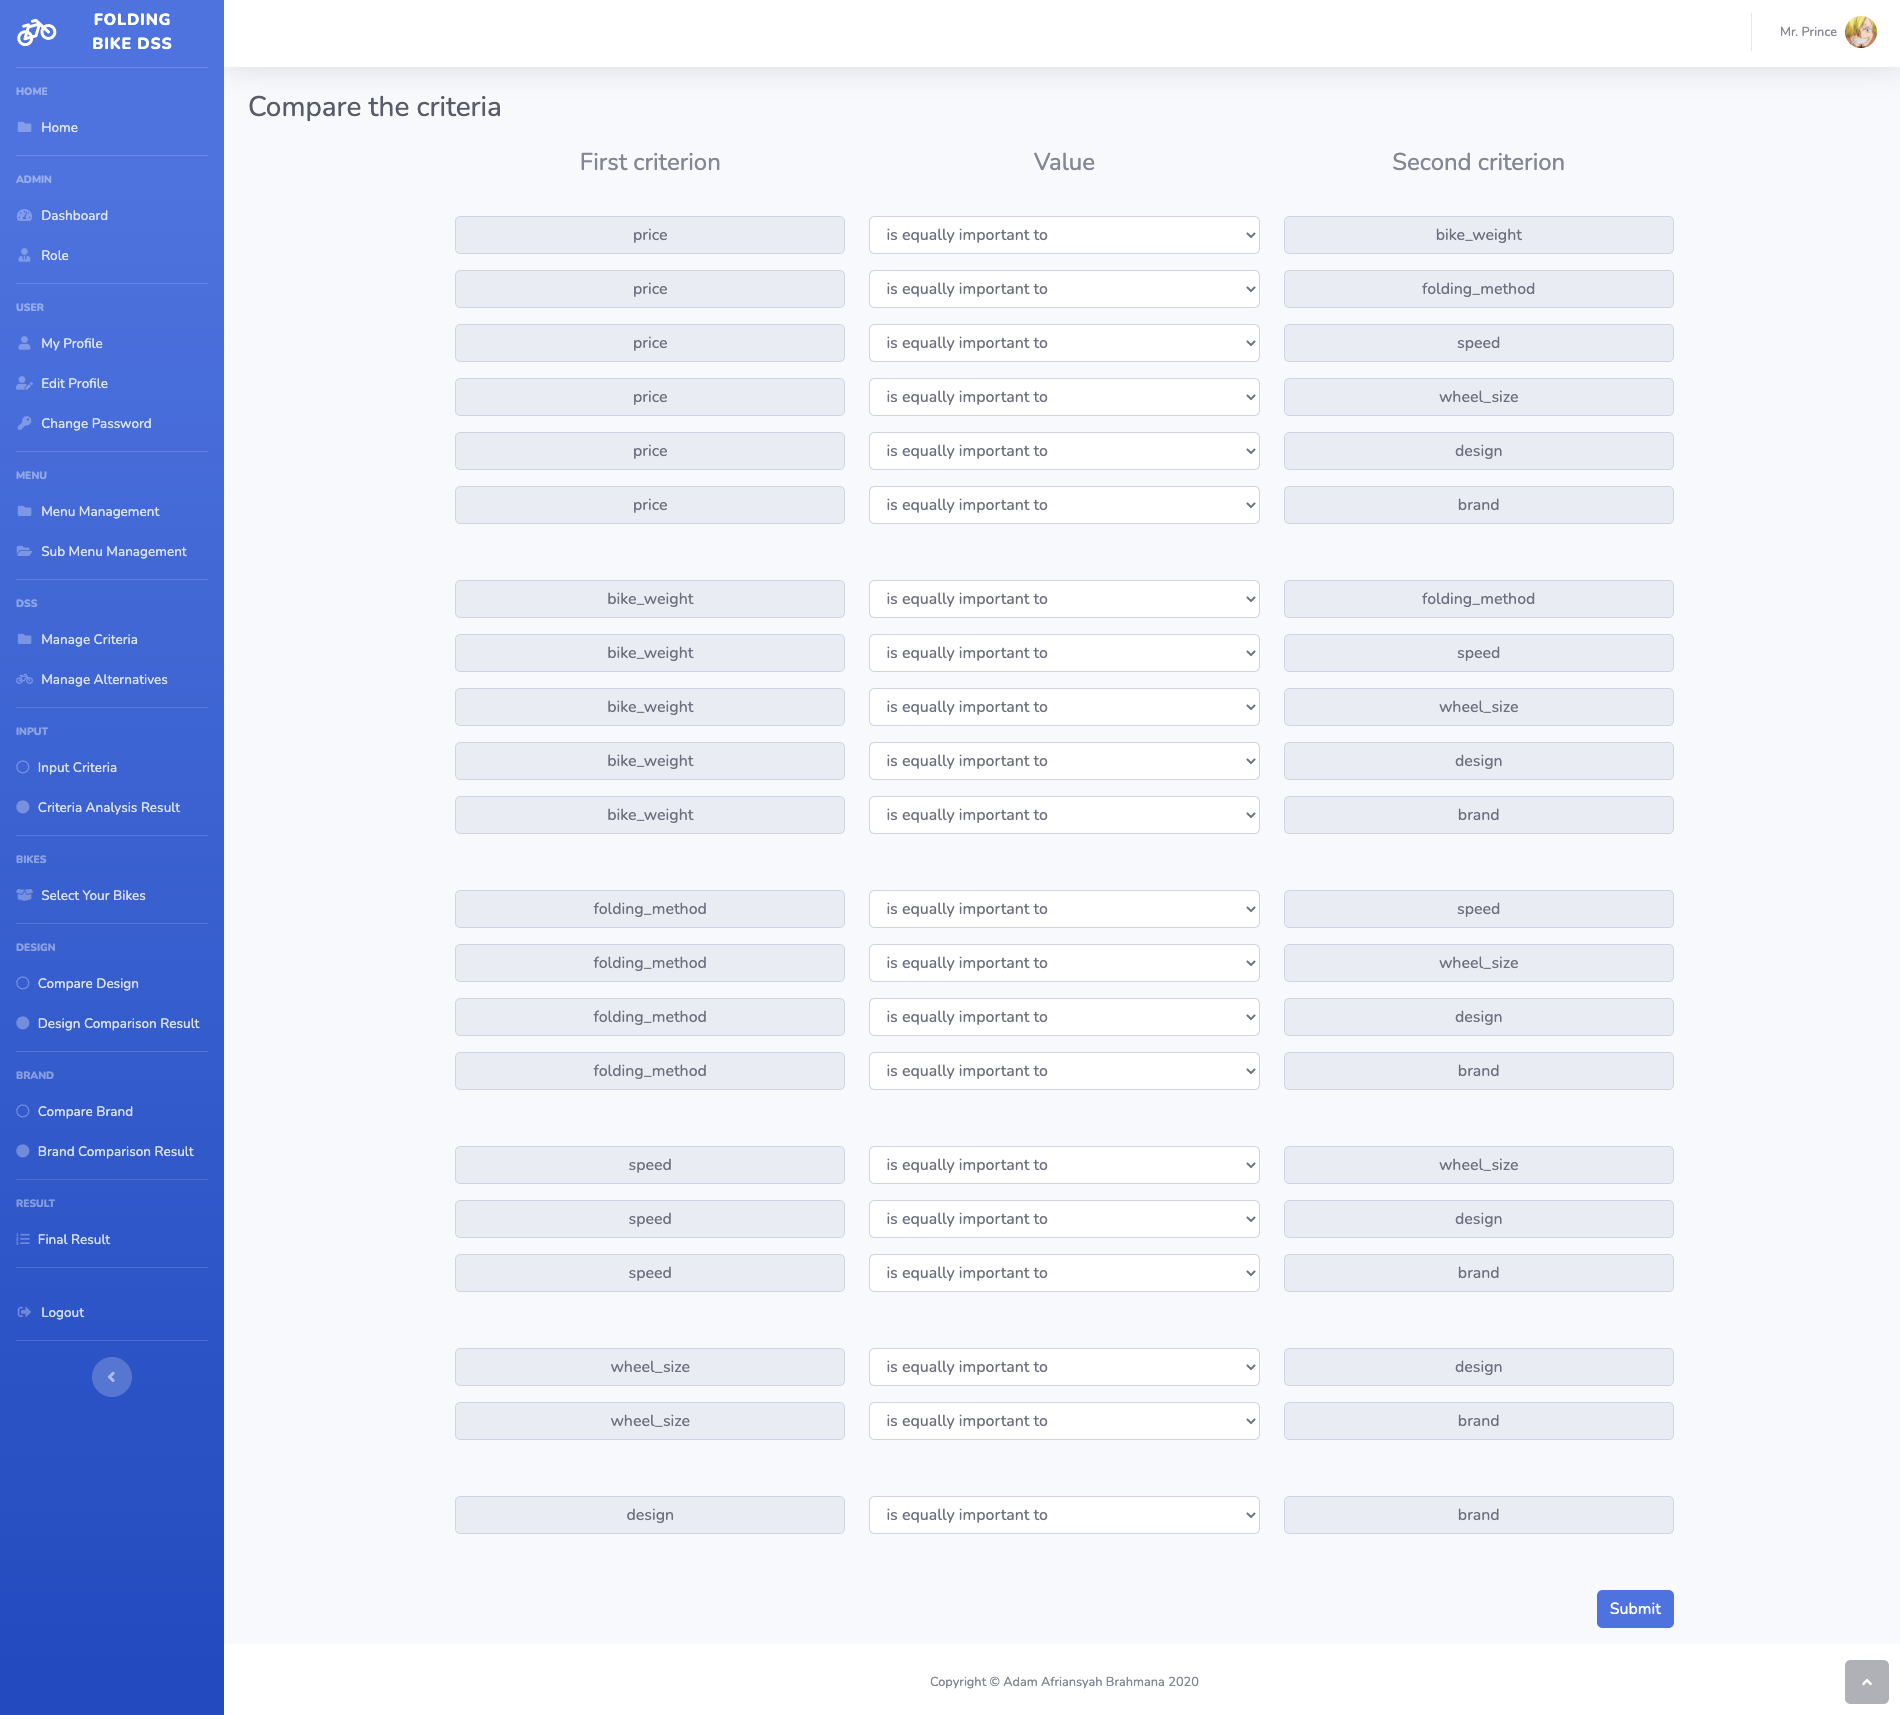 FOLDING
BIKE DSS
HOME
Home
ADMIN
Dashboard
Role
USER
My Profile
Edit Profile
Change Password
MENU
Menu Management
Sub Menu Management
DSS
Manage Criteria
Manage Alternatives
INPUT
Input Criteria
Criteria Analysis Result
BIKES
Select Your Bikes
DESIGN
Compare Design
Design Comparison Result
BRAND
Compare Brand
Brand Comparison Result
RESULT
Final Result
Logout
Mr. Prince
Compare the criteria
First criterion Value Second criterion
price is equally important to bike_weight
price is equally important to folding_method
price is equally important to speed
price is equally important to wheel_size
price is equally important to design
price is equally important to brand
bike_weight is equally important to folding_method
bike_weight is equally important to speed
bike_weight is equally important to wheel_size
bike_weight is equally important to design
bike_weight is equally important to brand
folding_method is equally important to speed
folding_method is equally important to wheel_size
folding_method is equally important to design
folding_method is equally important to brand
speed is equally important to wheel_size
speed is equally important to design
speed is equally important to brand
wheel_size is equally important to design
wheel_size is equally important to brand
design is equally important to brand
Submit
Copyright © Adam Afriansyah Brahmana 2020